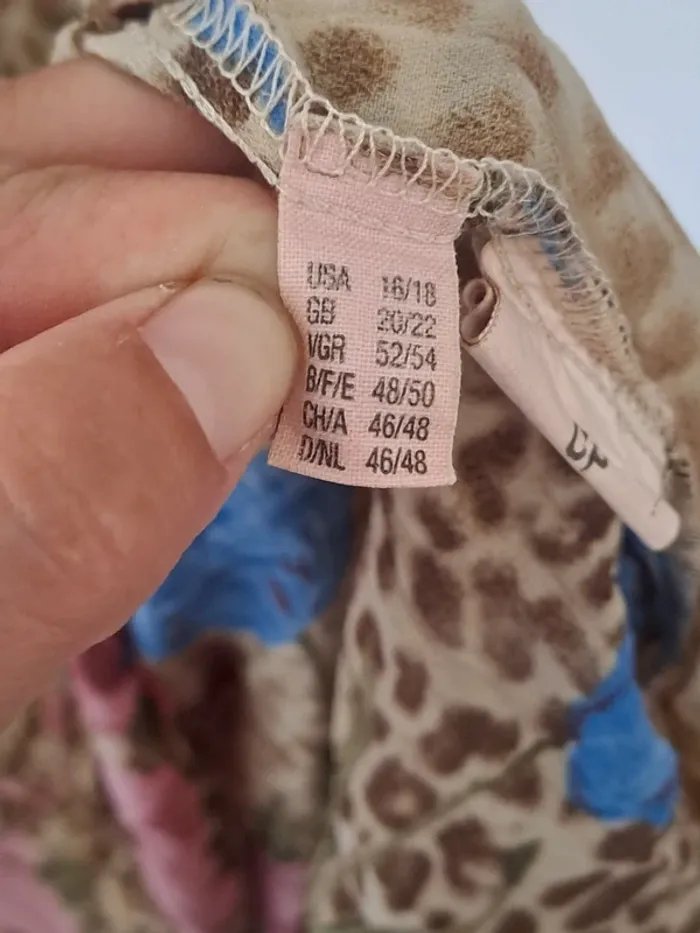 USA 16/18
GB 20/22
VGR 52/54
B/F/E 48/50
CH/A 46/48
D/NL 46/48